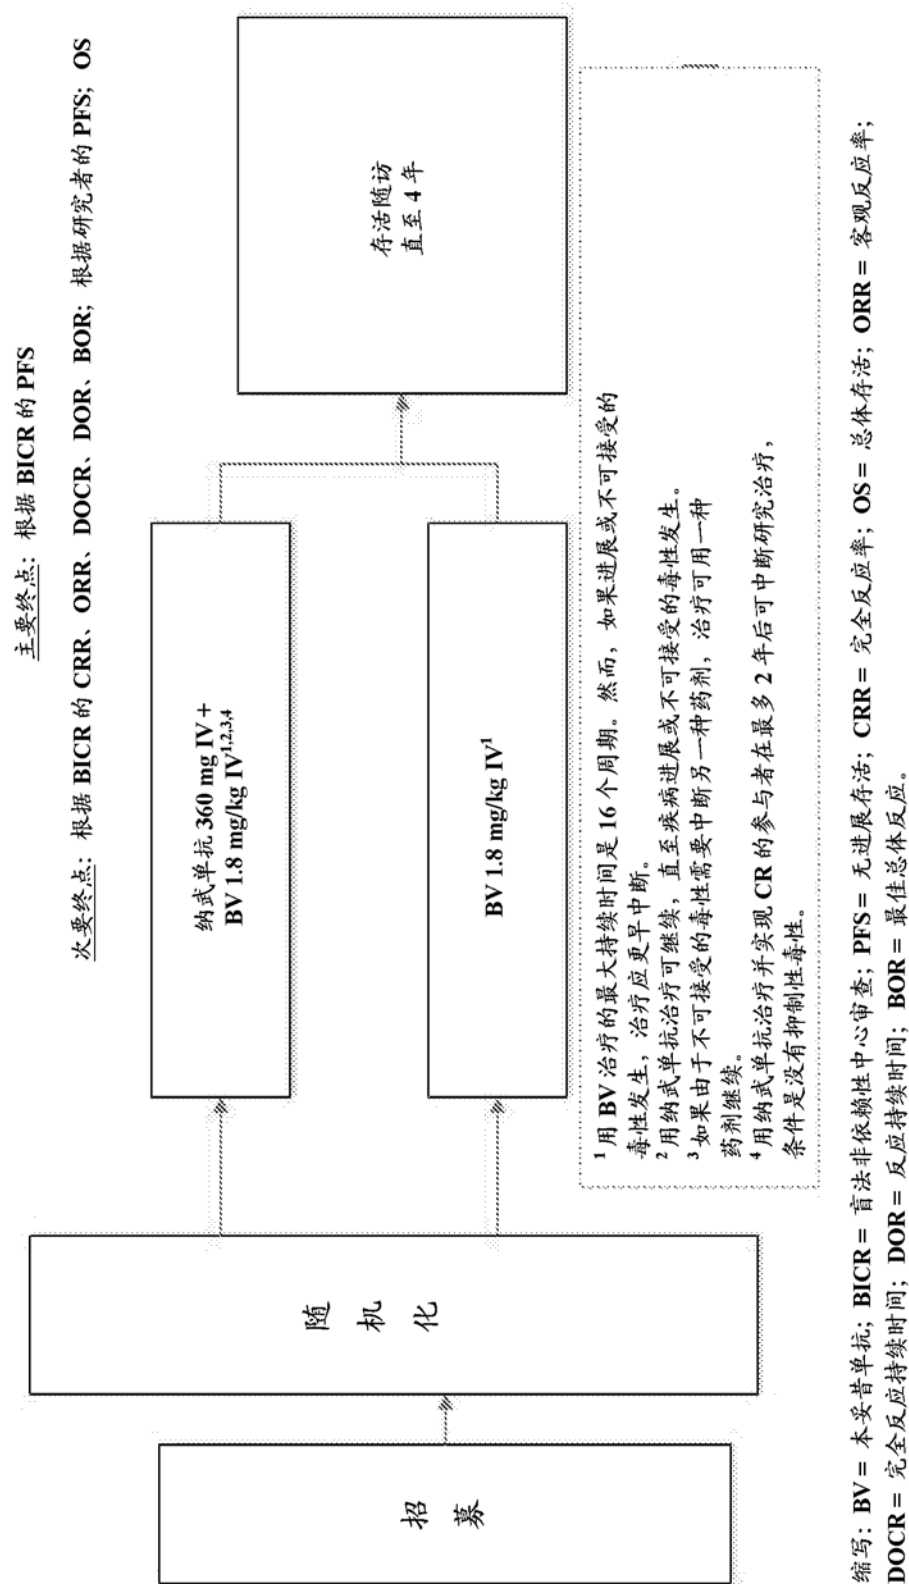 主要终点：根据 BICR 的 PFS
次要终点：根据 BICR 的 CRR、ORR、DOCR、DOR、BOR；根据研究者的 PFS；OS
招募
随机化
纳武单抗 360 mg IV +
BV 1.8 mg/kg IV1,2,3,4
BV 1.8 mg/kg IV1
存活随访
直至 4 年
1 用 BV 治疗的最大持续时间是 16 个周期。然而，如果进展或不可接受的
毒性发生，治疗应更早中断。
2 用纳武单抗治疗可继续，直至疾病进展或不可接受的毒性发生。
3 如果由于不可接受的毒性需要中断另一种药剂，治疗可用一种
药剂继续。
4 用纳武单抗治疗并实现 CR 的参与者在最多 2 年后可中断研究治疗，
条件是没有抑制性毒性。
缩写：BV = 本妥昔单抗；BICR = 盲法非依赖性中心审查；PFS = 无进展存活；CRR = 完全反应率；OS = 总体存活；ORR = 客观反应率；
DOCR = 完全反应持续时间；DOR = 反应持续时间；BOR = 最佳总体反应。